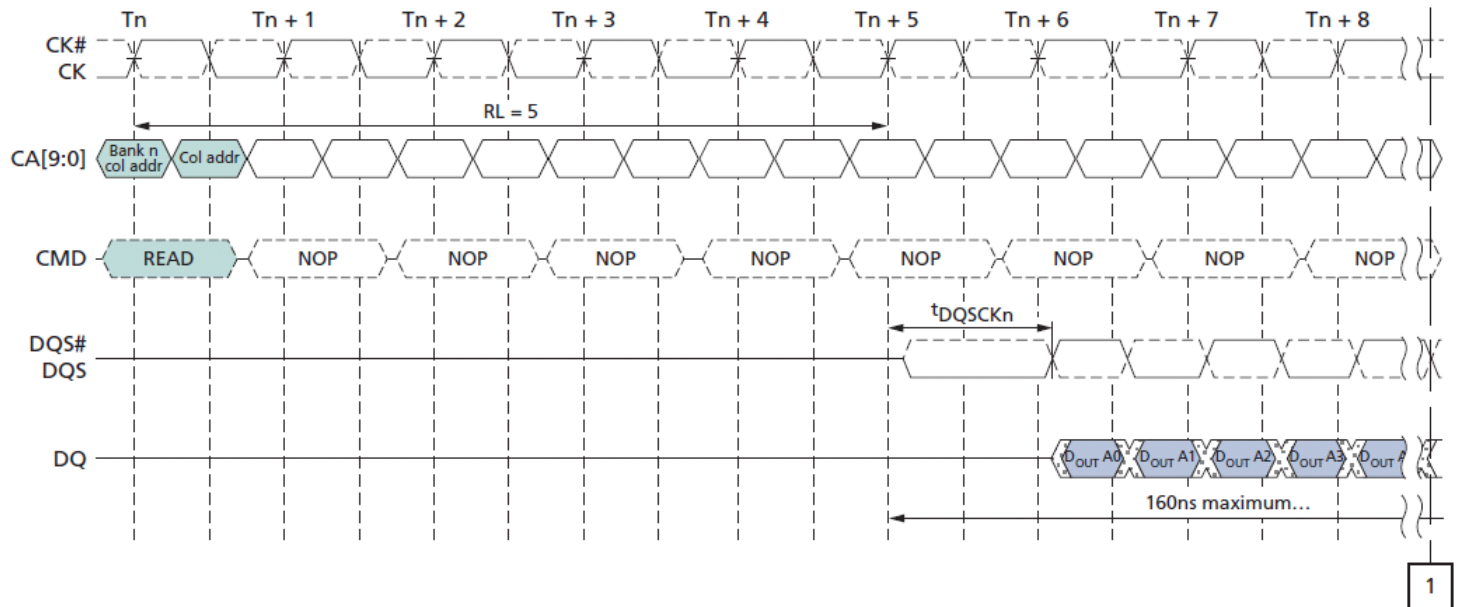 Tn Tn + 1 Tn + 2 Tn + 3 Tn + 4 Tn + 5 Tn + 6 Tn + 7 Tn + 8
CK#
CK
RL = 5
CA[9:0] Bank n col addr Col addr
CMD READ NOP NOP NOP NOP NOP NOP NOP NOP
tDQSCKn
DQS#
DQS
DQ DOUT A0 DOUT A1 DOUT A2 DOUT A3 DOUT A
160ns maximum…
1